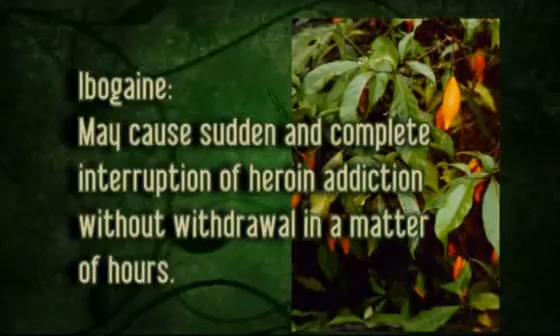 Ibogaine:
May cause sudden and complete
interruption of heroin addiction
without withdrawal in a matter
of hours.